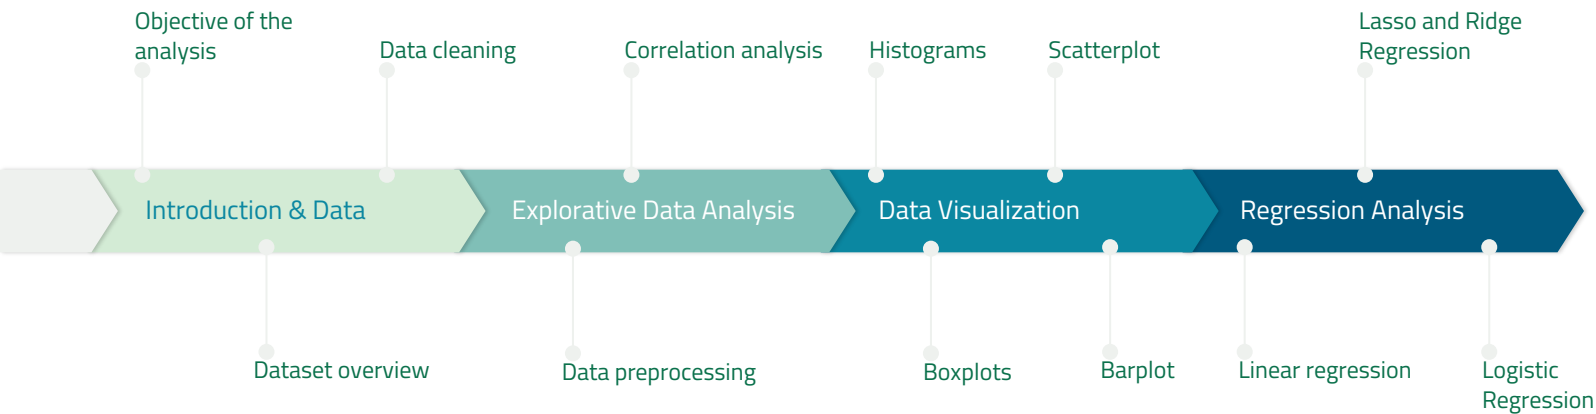 Objective of the
analysis
Data cleaning
Correlation analysis
Histograms
Scatterplot
Lasso and Ridge
Regression
Introduction & Data
Explorative Data Analysis
Data Visualization
Regression Analysis
Dataset overview
Data preprocessing
Boxplots
Barplot
Linear regression
Logistic
Regression